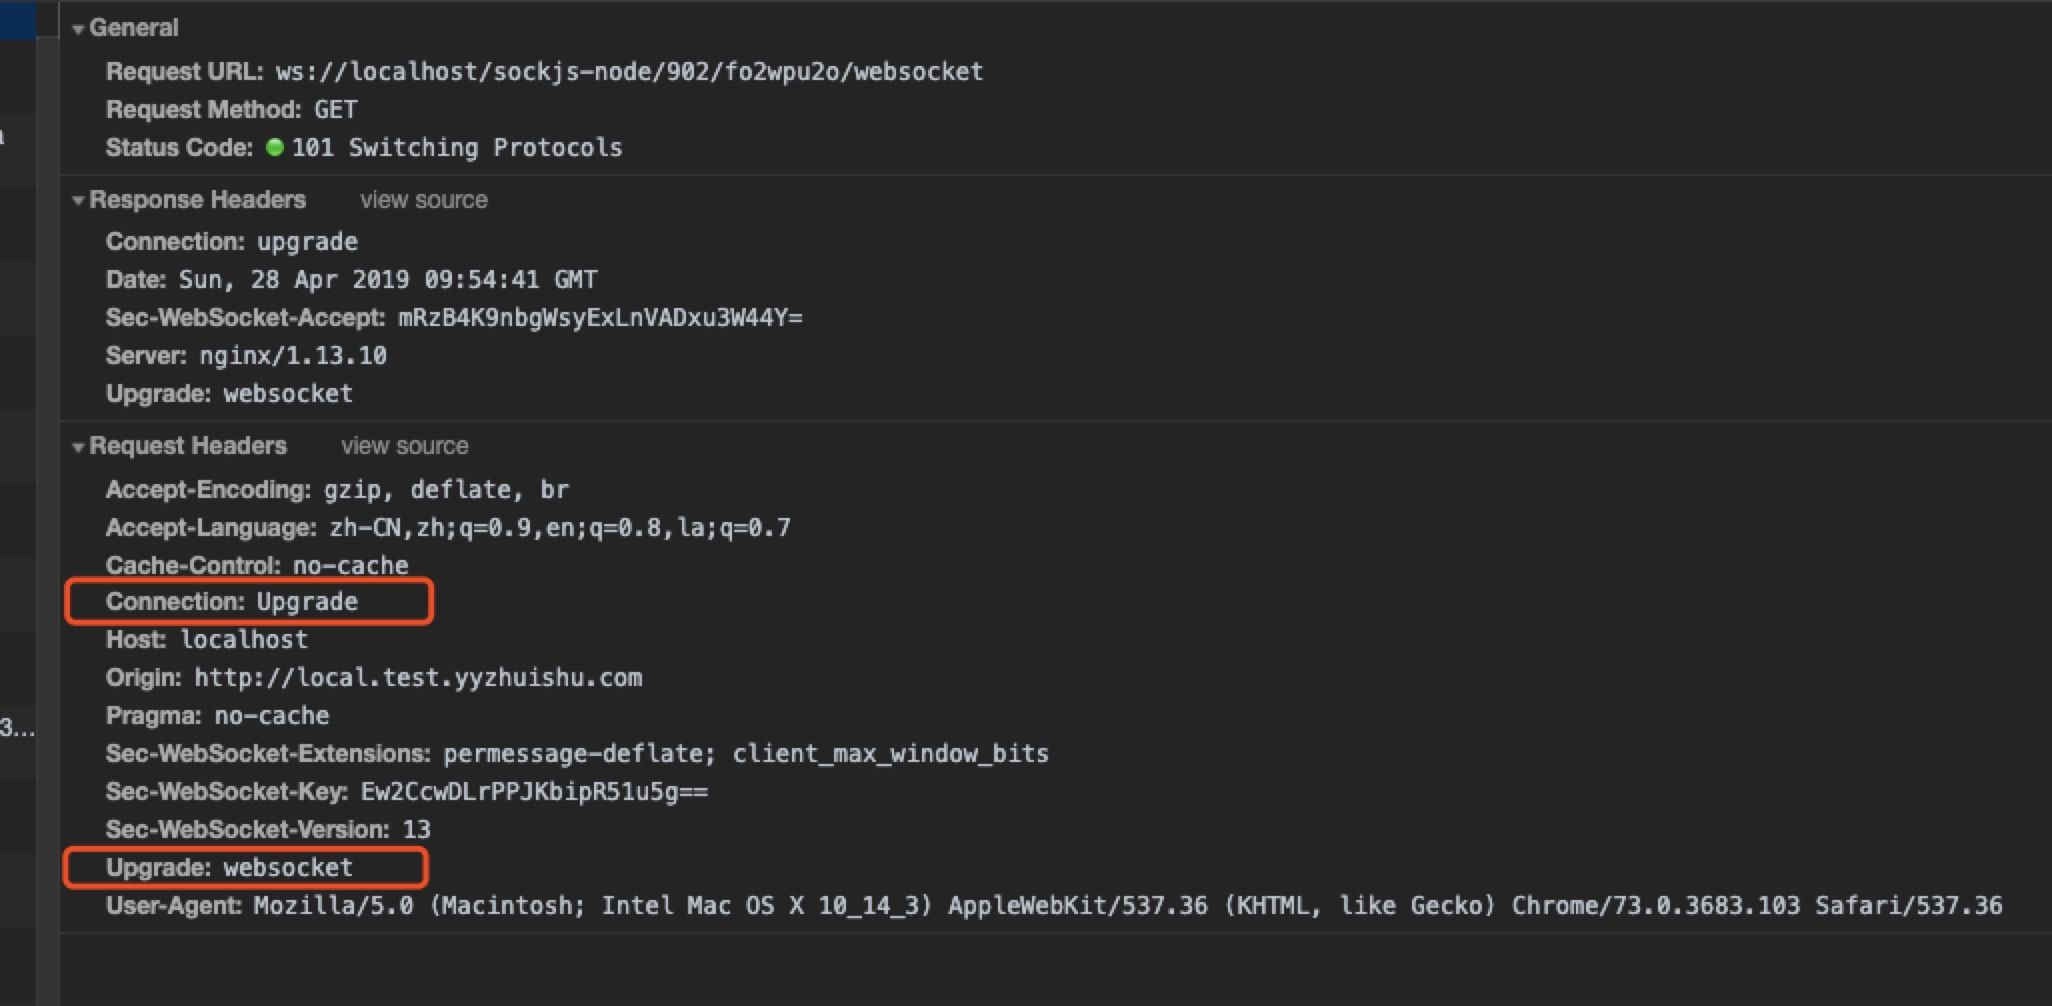 General
Request URL: ws://localhost/sockjs-node/902/fo2wpu2o/websocket
Request Method: GET
Status Code: 101 Switching Protocols
Response Headers view source
Connection: upgrade
Date: Sun, 28 Apr 2019 09:54:41 GMT
Sec-WebSocket-Accept: mRzB4K9nbgWsyExLnVADxu3W44Y=
Server: nginx/1.13.10
Upgrade: websocket
Request Headers view source
Accept-Encoding: gzip, deflate, br
Accept-Language: zh-CN,zh;q=0.9,en;q=0.8,la;q=0.7
Cache-Control: no-cache
Connection: Upgrade
Host: localhost
Origin: http://local.test.yyzhuishu.com
Pragma: no-cache
3...
Sec-WebSocket-Extensions: permessage-deflate; client_max_window_bits
Sec-WebSocket-Key: Ew2CcwDLrPPJKbipR51u5g==
Sec-WebSocket-Version: 13
Upgrade: websocket
User-Agent: Mozilla/5.0 (Macintosh; Intel Mac OS X 10_14_3) AppleWebKit/537.36 (KHTML, like Gecko) Chrome/73.0.3683.103 Safari/537.36